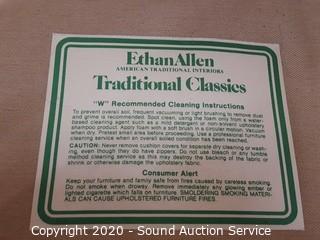 EthanAllen
AMERICAN TRADITIONAL INTERIORS
Traditional Classics
"W" Recommended Cleaning Instructions
To prevent overall soil, frequent vacuuming or light brushing to remove dust
and grime is recommended. Spot clean, using the foam only from a water-
based cleaning agent such as a mild detergent or non-solvent upholstery
shampoo product. Apply foam with a soft brush in a circular motion. Vacuum
when dry. Pretest small area before proceeding. Use a professional furniture
cleaning service when an overall soiled condition has been reached.
CAUTION: Never remove cushion covers for separate dry cleaning or wash-
ing, even though they do have zippers. Do not use bleach or any tumble
method cleaning service as this may destroy the backing of the fabric or
shrink or otherwise damage the upholstery fabric.
Consumer Alert
Keep your furniture and family safe from fires caused by careless smoking.
Do not smoke when drowsy. Remove immediately any glowing ember or
lighted cigarette which falls on furniture. SMOLDERING SMOKING MATERI-
ALS CAN CAUSE UPHOLSTERED FURNITURE FIRES.
Copyright 2020 - Sound Auction Service